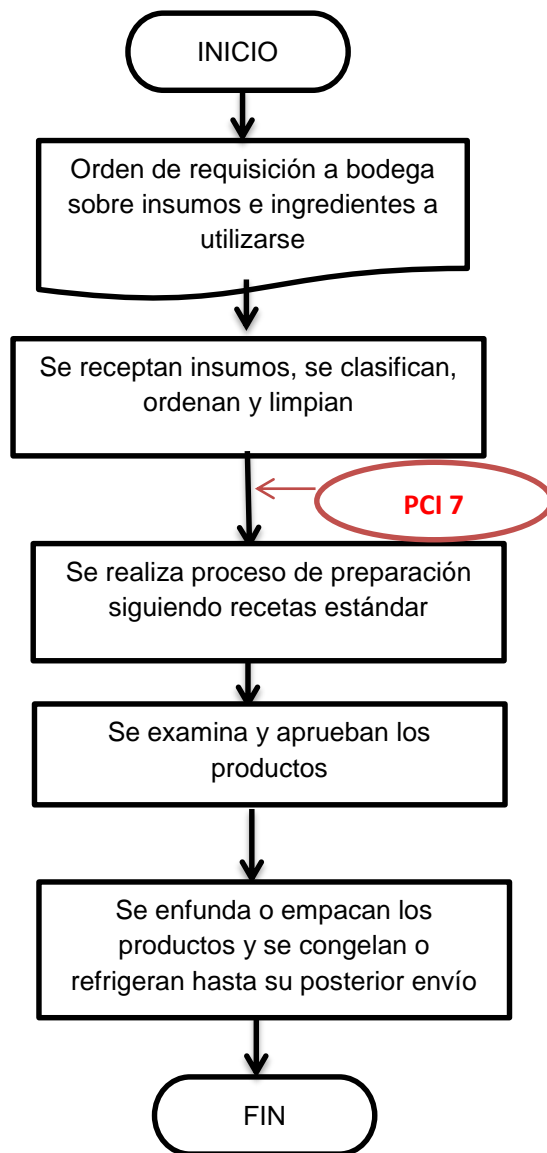 INICIO
Orden de requisición a bodega
sobre insumos e ingredientes a
utilizarse
Se receptan insumos, se clasifican,
ordenan y limpian
PCI 7
Se realiza proceso de preparación
siguiendo recetas estándar
Se examina y aprueban los
productos
Se enfunda o empacan los
productos y se congelan o
refrigeran hasta su posterior envío
FIN